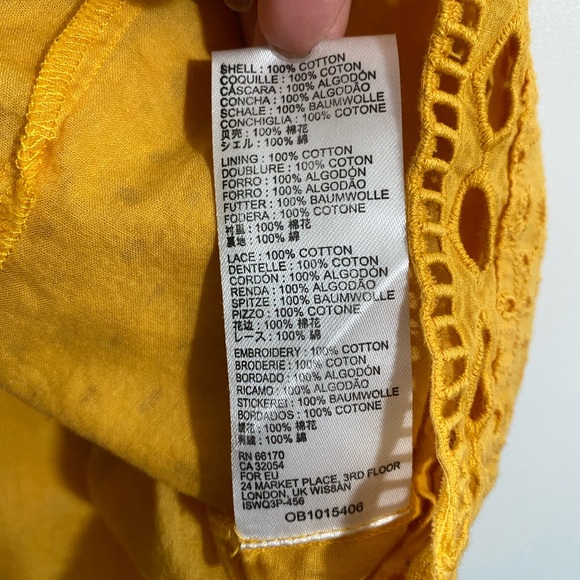 SHELL : 100% COTTON
COQUILLE : 100% COTON
CÁSCARA : 100% ALGODÓN
CONCHA : 100% ALGODÃO
SCHALE : 100% BAUMWOLLE
CONCHIGLIA : 100% COTONE
贝壳 : 100% 棉花
シェル : 100% 綿
LINING : 100% COTTON
DOUBLURE : 100% COTON
FORRO : 100% ALGODÓN
FORRO : 100% ALGODÃO
FUTTER : 100% BAUMWOLLE
FODERA : 100% COTONE
衬里 : 100% 棉花
裏地 : 100% 綿
LACE : 100% COTTON
DENTELLE : 100% COTON
CORDÓN : 100% ALGODÓN
RENDA : 100% ALGODÃO
SPITZE : 100% BAUMWOLLE
PIZZO : 100% COTONE
花边 : 100% 棉花
レース : 100% 綿
EMBROIDERY : 100% COTTON
BRODERIE : 100% COTON
BORDADO : 100% ALGODÓN
RICAMO : 100% ALGODÃO
STICKEREI : 100% BAUMWOLLE
BORDADOS : 100% COTONE
绣花 : 100% 棉花
刺繍 : 100% 綿
RN 66170
CA 32054
FOR EU
24 MARKET PLACE, 3RD FLOOR
LONDON, UK WIS8AN
ISWQ3P-456
OB1015406